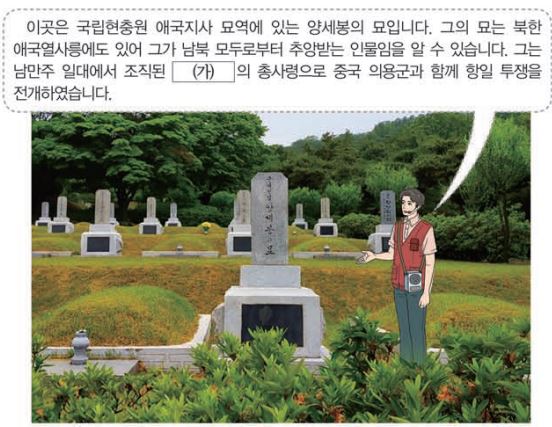 이곳은 국립현충원 애국지사 묘역에 있는 양세봉의 묘입니다. 그의 묘는 북한
애국열사릉에도 있어 그가 남북 모두로부터 추앙받는 인물임을 알 수 있습니다. 그는
남만주 일대에서 조직된 (가) 의 총사령으로 중국 의용군과 함께 항일 투쟁을
전개하였습니다.
양세봉의 묘